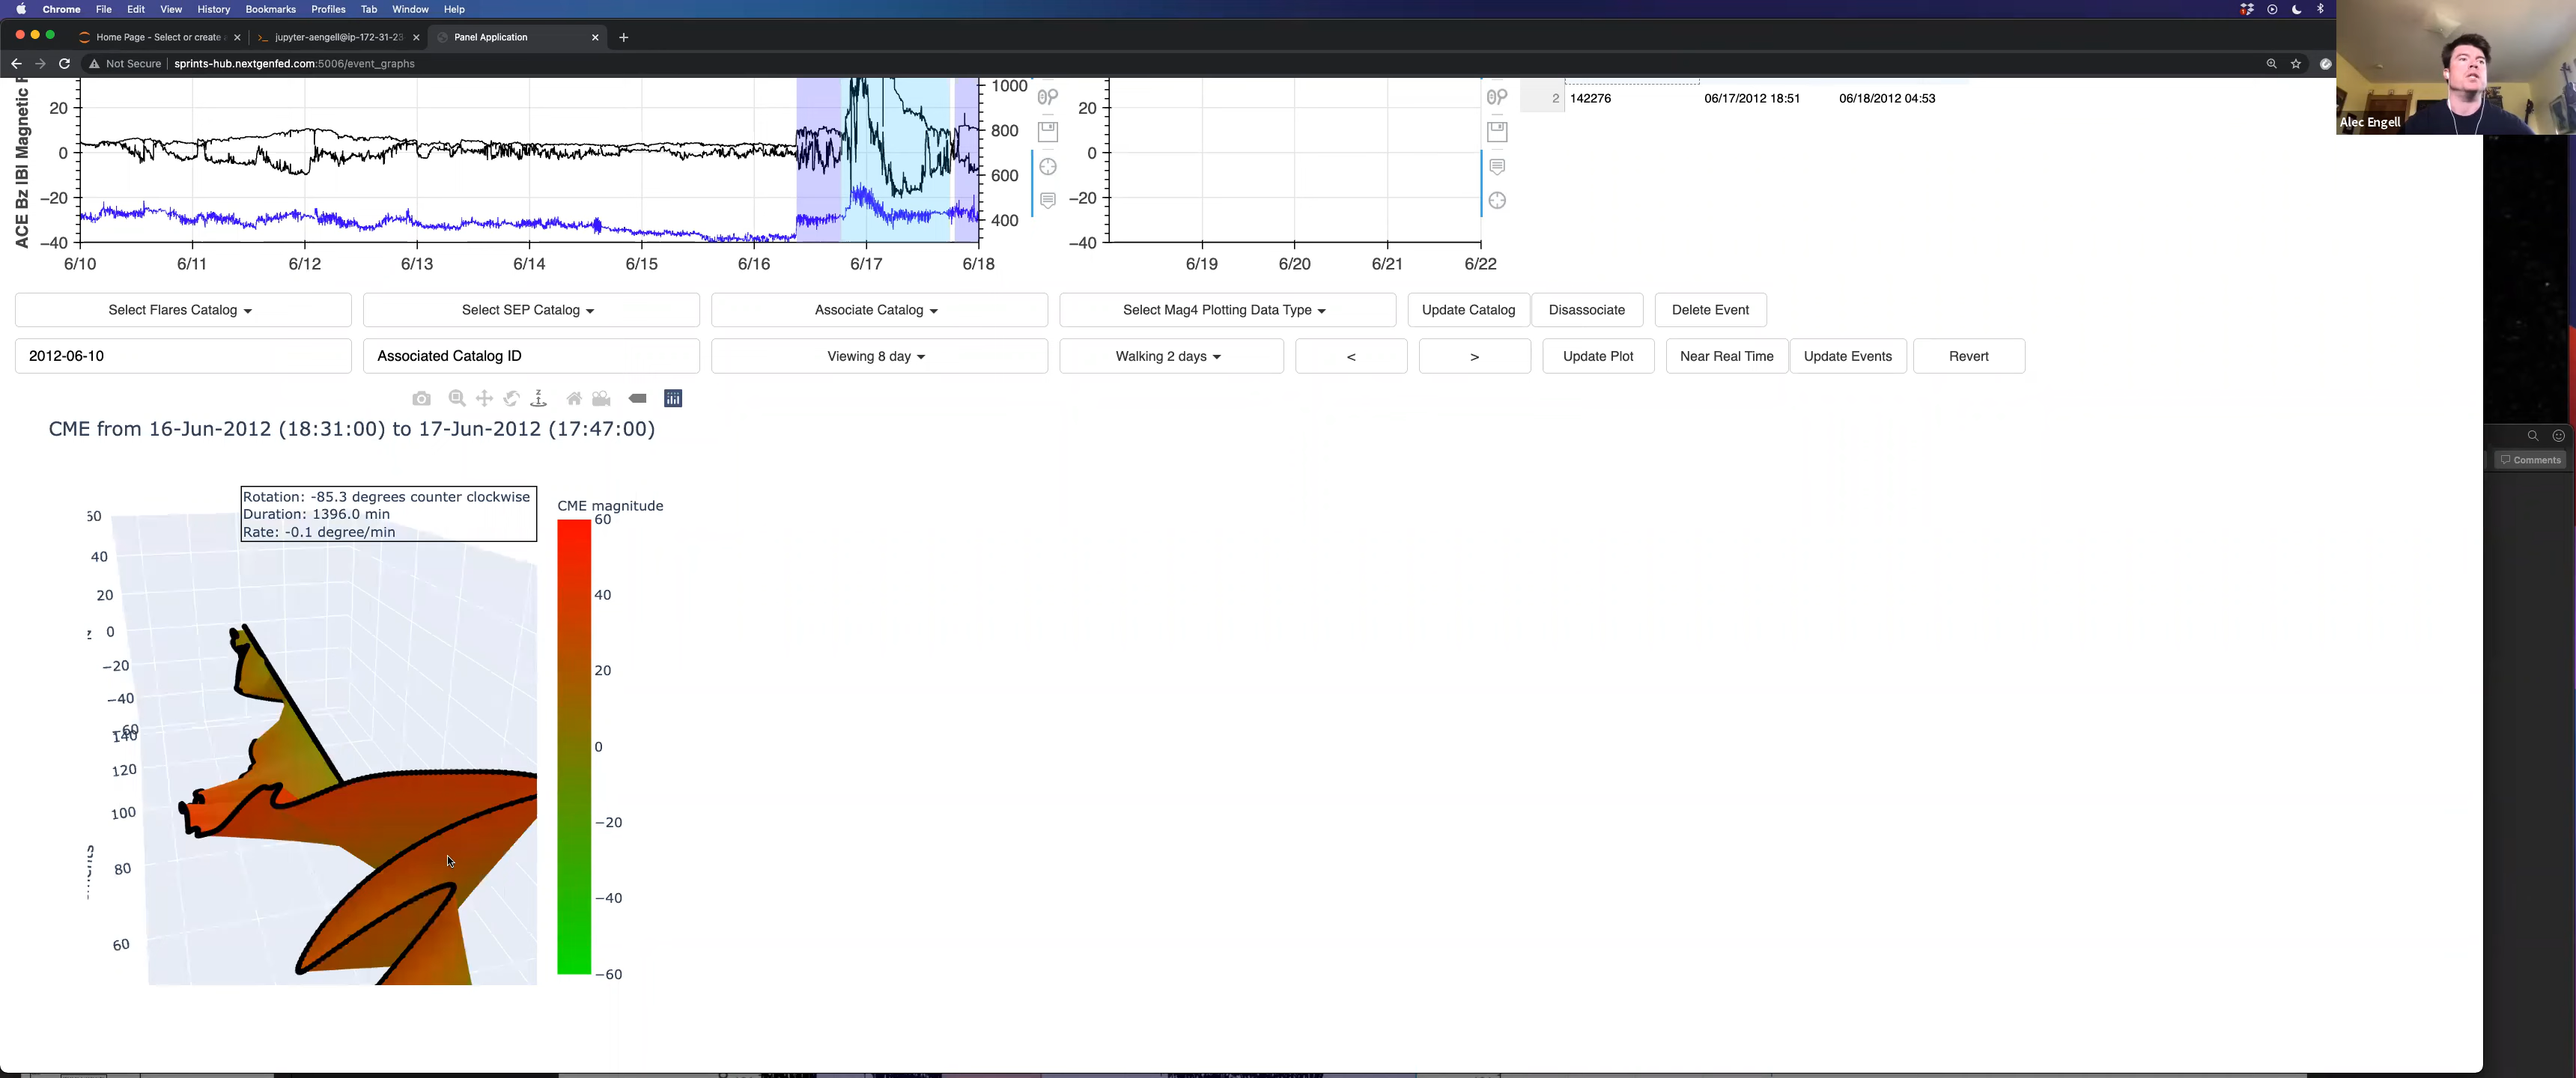 Chrome File Edit View History Bookmarks Profiles Tab Window Help
Home Page - Select or create a
jupyter-aengell@ip-172-31-23
Panel Application
Not Secure sprints-hub.nextgenfed.com:5006/event_graphs
Alec Engell
ACE Bz IBI Magnetic F
20
0
−20
−40
1000
800
600
400
6/10 6/11 6/12 6/13 6/14 6/15 6/16 6/17 6/18
20
0
−20
−40
6/19 6/20 6/21 6/22
2 142276 06/17/2012 18:51 06/18/2012 04:53
Select Flares Catalog Select SEP Catalog Associate Catalog Select Mag4 Plotting Data Type Update Catalog Disassociate Delete Event
2012-06-10 Associated Catalog ID Viewing 8 day Walking 2 days < > Update Plot Near Real Time Update Events Revert
Comments
CME from 16-Jun-2012 (18:31:00) to 17-Jun-2012 (17:47:00)
Rotation: -85.3 degrees counter clockwise
Duration: 1396.0 min
Rate: -0.1 degree/min
CME magnitude
60
40
20
0
−20
−40
−60
40
20
0
−20
−40
−60
140
120
100
80
60
z